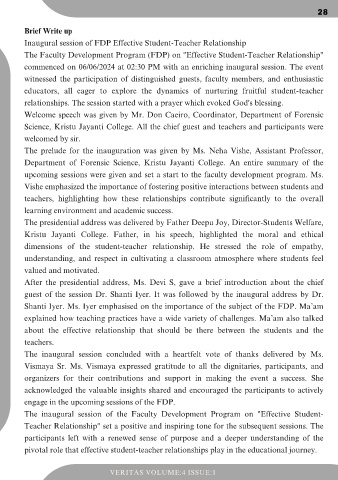 28
Brief Write up
Inaugural session of FDP Effective Student-Teacher Relationship
The Faculty Development Program (FDP) on "Effective Student-Teacher Relationship"
commenced on 06/06/2024 at 02:30 PM with an enriching inaugural session. The event
witnessed the participation of distinguished guests, faculty members, and enthusiastic
educators, all eager to explore the dynamics of nurturing fruitful student-teacher
relationships. The session started with a prayer which evoked God's blessing.
Welcome speech was given by Mr. Don Caeiro, Coordinator, Department of Forensic
Science, Kristu Jayanti College. All the chief guest and teachers and participants were
welcomed by sir.
The prelude for the inauguration was given by Ms. Neha Vishe, Assistant Professor,
Department of Forensic Science, Kristu Jayanti College. An entire summary of the
upcoming sessions were given and set a start to the faculty development program. Ms.
Vishe emphasized the importance of fostering positive interactions between students and
teachers, highlighting how these relationships contribute significantly to the overall
learning environment and academic success.
The presidential address was delivered by Father Deepu Joy, Director-Students Welfare,
Kristu Jayanti College. Father, in his speech, highlighted the moral and ethical
dimensions of the student-teacher relationship. He stressed the role of empathy,
understanding, and respect in cultivating a classroom atmosphere where students feel
valued and motivated.
After the presidential address, Ms. Devi S, gave a brief introduction about the chief
guest of the session Dr. Shanti Iyer. It was followed by the inaugural address by Dr.
Shanti Iyer. Ms. Iyer emphasised on the importance of the subject of the FDP. Ma'am
explained how teaching practices have a wide variety of challenges. Ma'am also talked
about the effective relationship that should be there between the students and the
teachers.
The inaugural session concluded with a heartfelt vote of thanks delivered by Ms.
Vismaya Sr. Ms. Vismaya expressed gratitude to all the dignitaries, participants, and
organizers for their contributions and support in making the event a success. She
acknowledged the valuable insights shared and encouraged the participants to actively
engage in the upcoming sessions of the FDP.
The inaugural session of the Faculty Development Program on "Effective Student-
Teacher Relationship" set a positive and inspiring tone for the subsequent sessions. The
participants left with a renewed sense of purpose and a deeper understanding of the
pivotal role that effective student-teacher relationships play in the educational journey.
VERITAS VOLUME:4 ISSUE:1